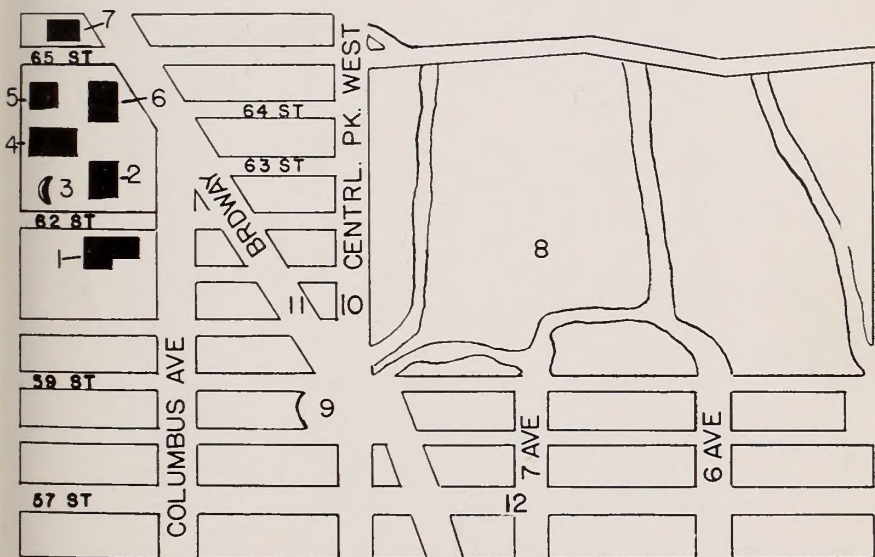 7
65 ST
5
6
64 ST
4
63 ST
3
2
62 ST
BRDWAY
CENTRL. PK. WEST
1
8
11
10
COLUMBUS AVE
59 ST
9
7 AVE
6 AVE
57 ST
12